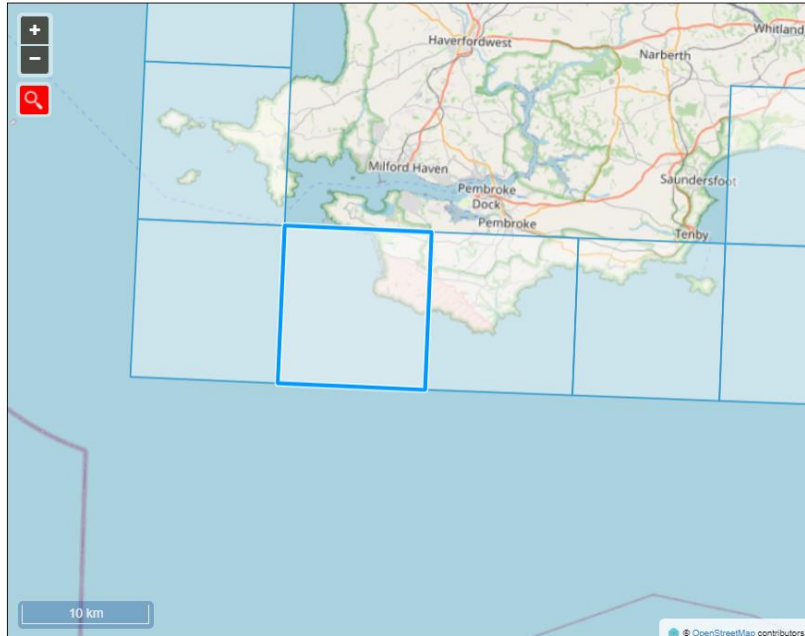 +
−
Haverfordwest
Whitland
Narberth
Milford Haven
Saundersfoot
Pembroke
Dock
Pembroke
Tenby
10 km
© OpenStreetMap contributors